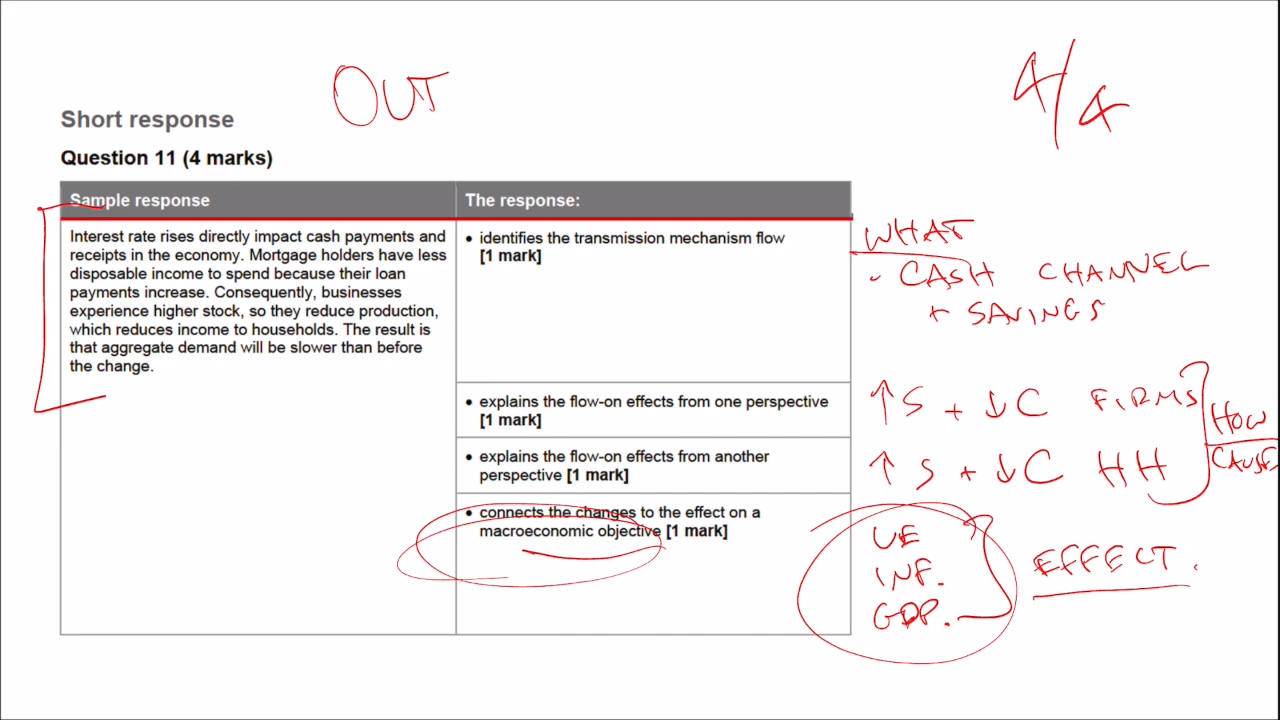 OUT
4/4
Short response
Question 11 (4 marks)
Sample response
The response:
Interest rate rises directly impact cash payments and
receipts in the economy. Mortgage holders have less
disposable income to spend because their loan
payments increase. Consequently, businesses
experience higher stock, so they reduce production,
which reduces income to households. The result is
that aggregate demand will be slower than before
the change.
• identifies the transmission mechanism flow
[1 mark]
• explains the flow-on effects from one perspective
[1 mark]
• explains the flow-on effects from another
perspective [1 mark]
• connects the changes to the effect on a
macroeconomic objective [1 mark]
WHAT
- CASH CHANNEL
+ SAVINGS
↑ S + ↓ C FIRMS
↑ S + ↓ C HH
HOW
CAUSES
UE
INF.
GDP.
EFFECT.